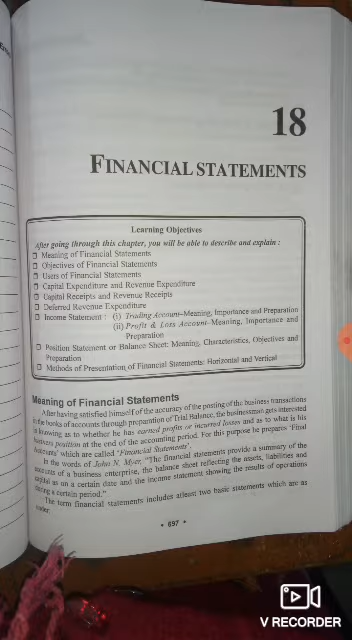 18
FINANCIAL STATEMENTS
Learning Objectives
After going through this chapter, you will be able to describe and explain :
Meaning of Financial Statements
Objectives of Financial Statements
Users of Financial Statements
Capital Expenditure and Revenue Expenditure
Capital Receipts and Revenue Receipts
Deferred Revenue Expenditure
Income Statement : (i) Trading Account-Meaning, Importance and Preparation
(ii) Profit & Loss Account-Meaning, Importance and
Preparation
Position Statement or Balance Sheet: Meaning, Characteristics, Objectives and
Preparation
Methods of Presentation of Financial Statements: Horizontal and Vertical
Meaning of Financial Statements
After having satisfied himself of the accuracy of the posting of the business transactions
in the books of accounts through preparation of Trial Balance, the businessman gets interested
in knowing as to whether he has earned profits or incurred losses and as to what is his
business position at the end of the accounting period. For this purpose he prepares 'Final
Accounts' which are called 'Financial Statements'.
In the words of John N. Myer, "The financial statements provide a summary of the
accounts of a business enterprise, the balance sheet reflecting the assets, liabilities and
capital as on a certain date and the income statement showing the results of operations
during a certain period."
The term financial statements includes atleast two basic statements which are as
under
• 697 •
V RECORDER